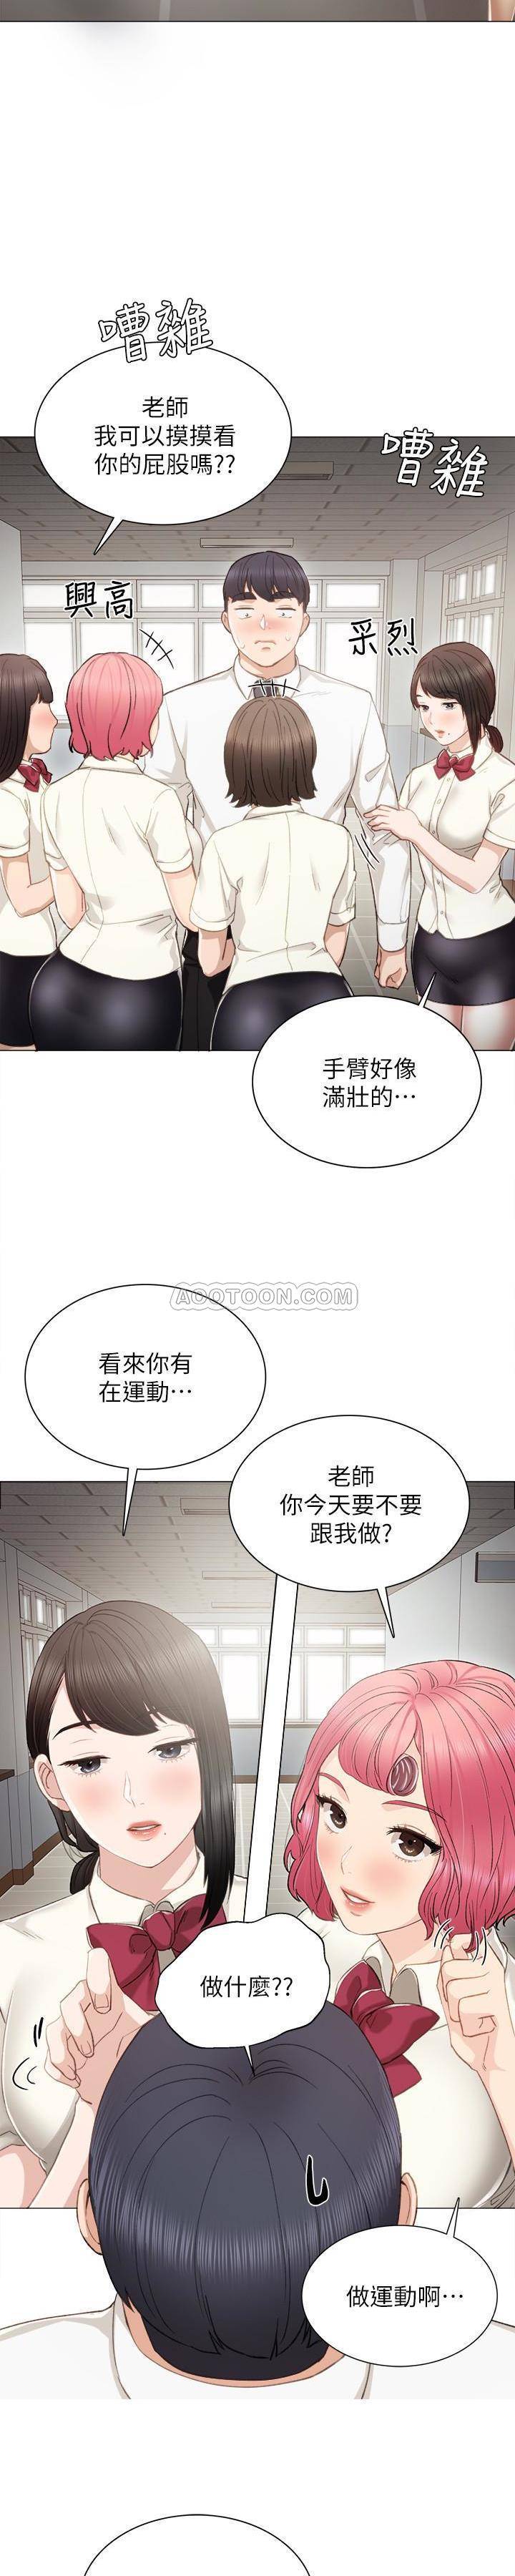 嘈雜
老師
我可以摸摸看
你的屁股嗎??
嘈雜
興高
采烈
手臂好像
滿壯的…
AOOTOON.COM
看來你有
在運動…
老師
你今天要不要
跟我做?
做什麼??
做運動啊…